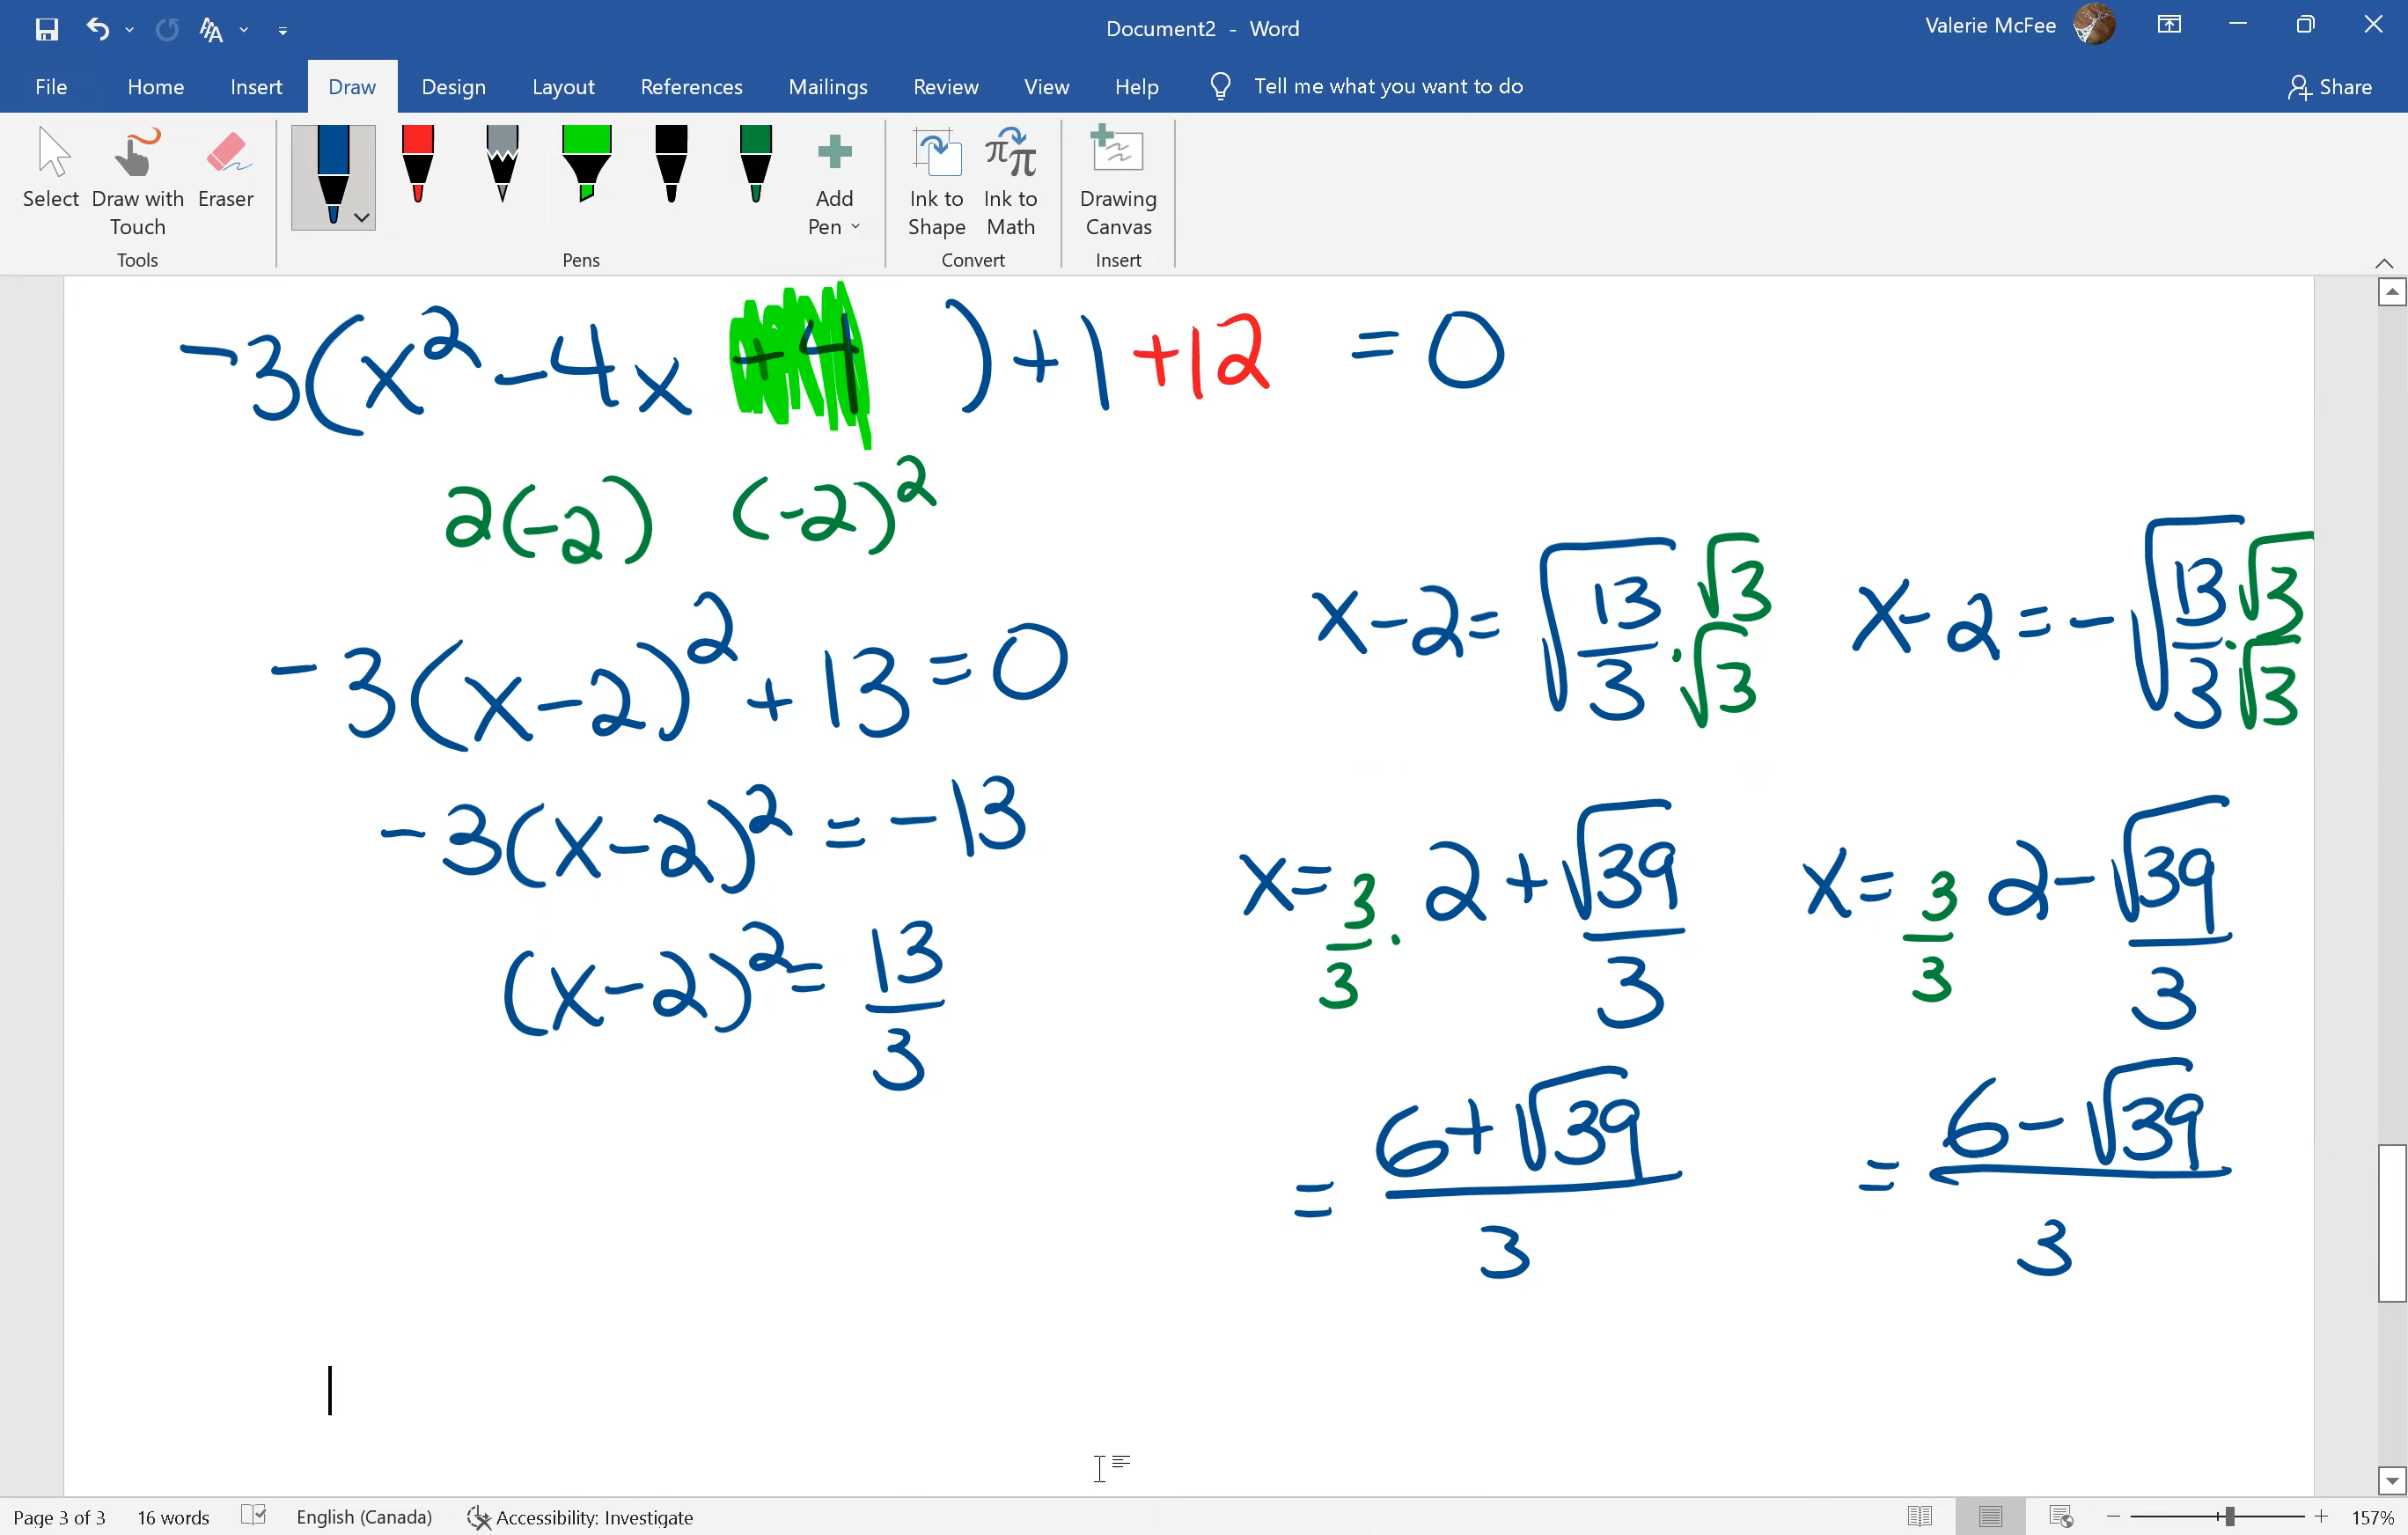 Document2 - Word
Valerie McFee
File Home Insert Draw Design Layout References Mailings Review View Help Tell me what you want to do Share
Select Draw with Touch Eraser Add Pen Ink to Shape Ink to Math Drawing Canvas
Tools Pens Convert Insert
-3(x²-4x +4 )+1+12 = 0
2(-2) (-2)²
-3(x-2)²+13=0
-3(x-2)²=-13
(x-2)²=13/3
x-2=√(13/3 · √3/√3)
x=3/3 · 2+√39/3
= (6+√39)/3
x-2=-√(13/3 · √3/√3)
x= 3/3 2-√39/3
= (6-√39)/3
Page 3 of 3 16 words English (Canada) Accessibility: Investigate 157%